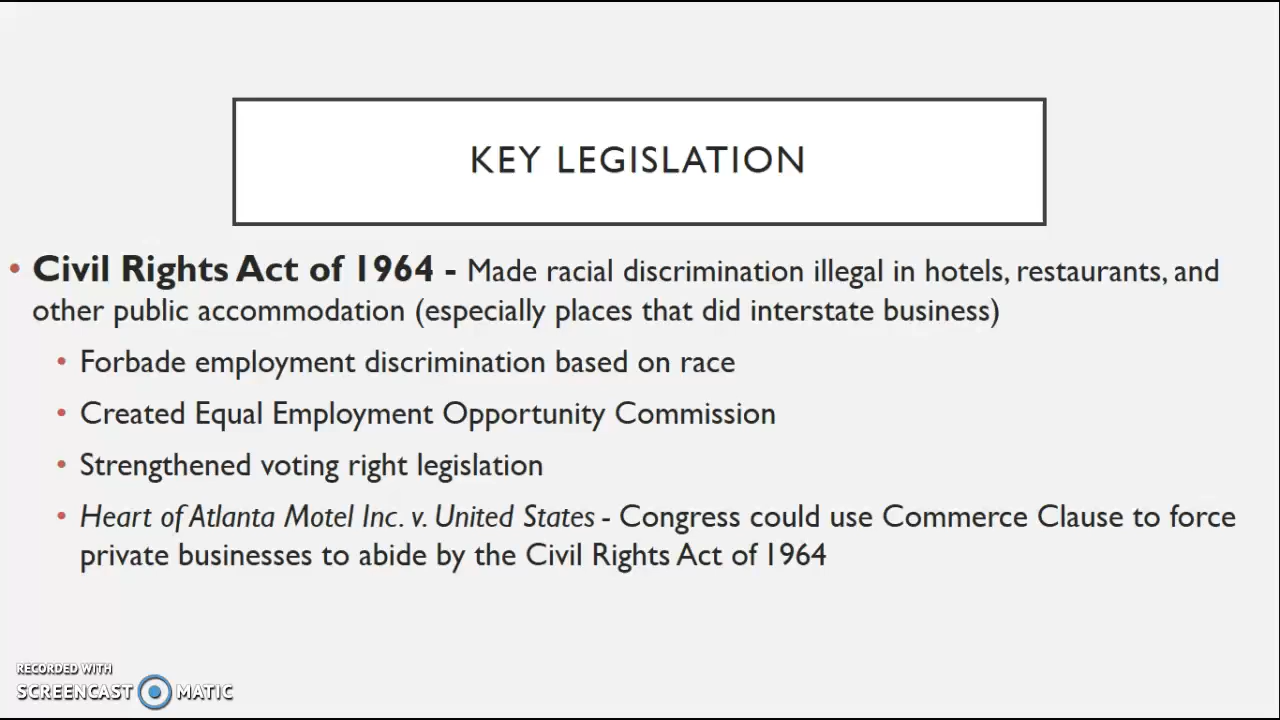 KEY LEGISLATION
• Civil Rights Act of 1964 - Made racial discrimination illegal in hotels, restaurants, and
other public accommodation (especially places that did interstate business)
• Forbade employment discrimination based on race
• Created Equal Employment Opportunity Commission
• Strengthened voting right legislation
• Heart of Atlanta Motel Inc. v. United States - Congress could use Commerce Clause to force
private businesses to abide by the Civil Rights Act of 1964
RECORDED WITH
SCREENCAST MATIC